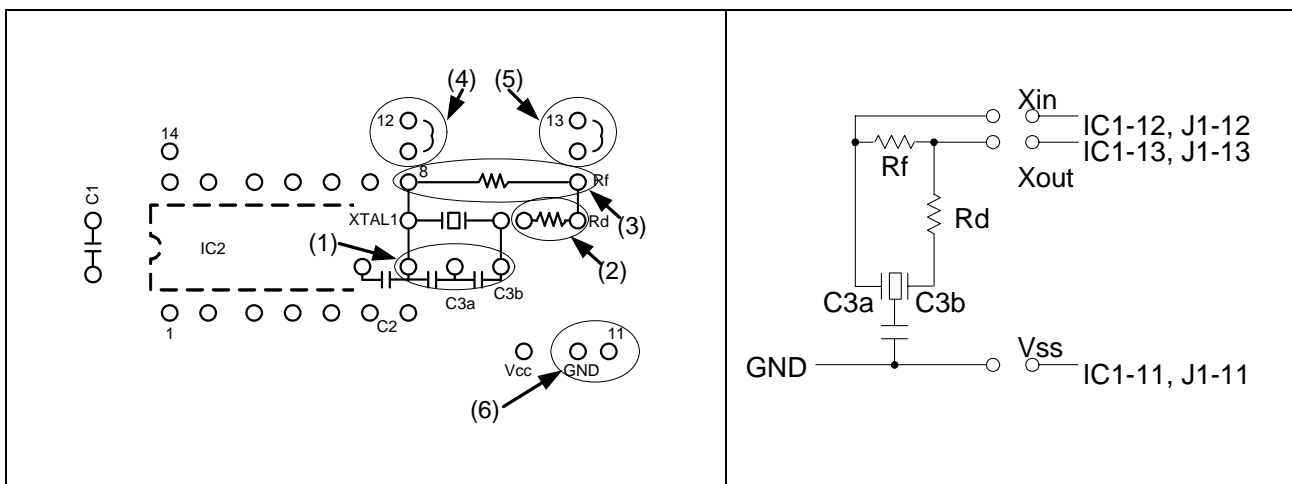 (4) (5)
12 13
14
8 Rf
C1
XTAL1 Rd (3)
(1)
IC2
(2)
C3a C3b
1 C2
11
Vcc GND
(6)
Xin
IC1-12, J1-12
IC1-13, J1-13
Rf
Xout
Rd
C3a C3b
Vss
GND
IC1-11, J1-11